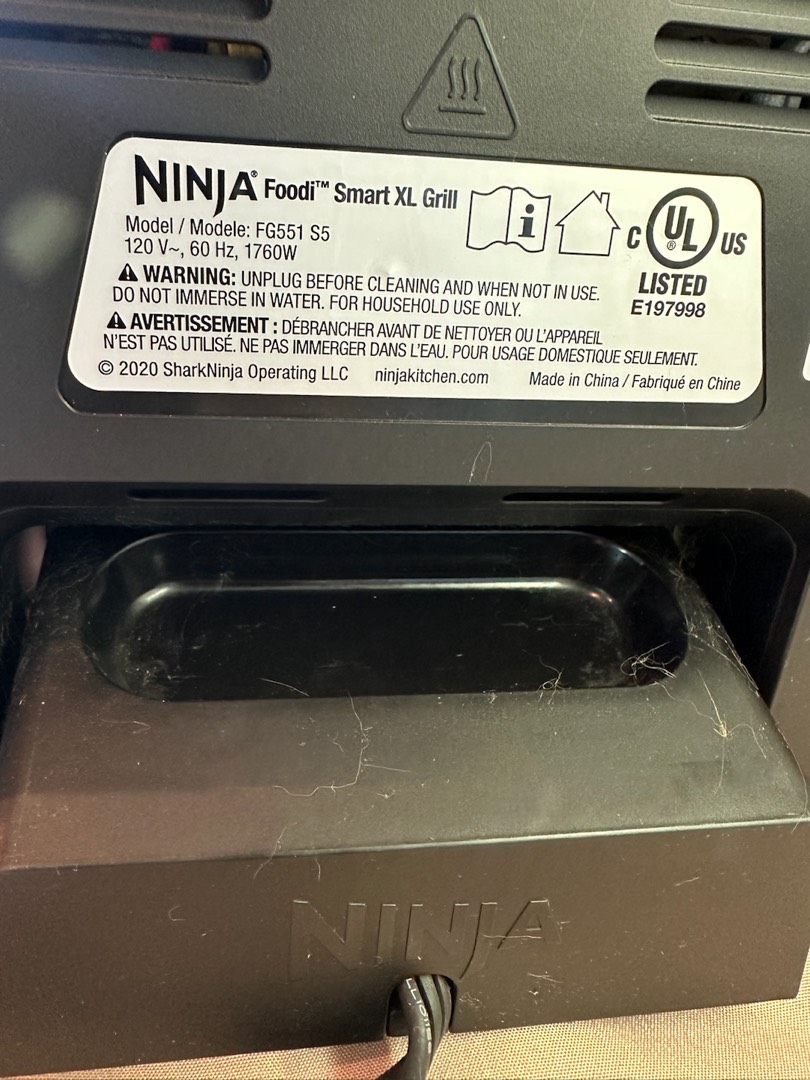 NINJA® Foodi™ Smart XL Grill
Model / Modele: FG551 S5
120 V~, 60 Hz, 1760W
⚠ WARNING: UNPLUG BEFORE CLEANING AND WHEN NOT IN USE.
DO NOT IMMERSE IN WATER. FOR HOUSEHOLD USE ONLY.
⚠ AVERTISSEMENT : DÉBRANCHER AVANT DE NETTOYER OU L'APPAREIL
N'EST PAS UTILISÉ. NE PAS IMMERGER DANS L'EAU. POUR USAGE DOMESTIQUE SEULEMENT.
© 2020 SharkNinja Operating LLC ninjakitchen.com Made in China / Fabriqué en Chine
C UL® US
LISTED
E197998
NINJA